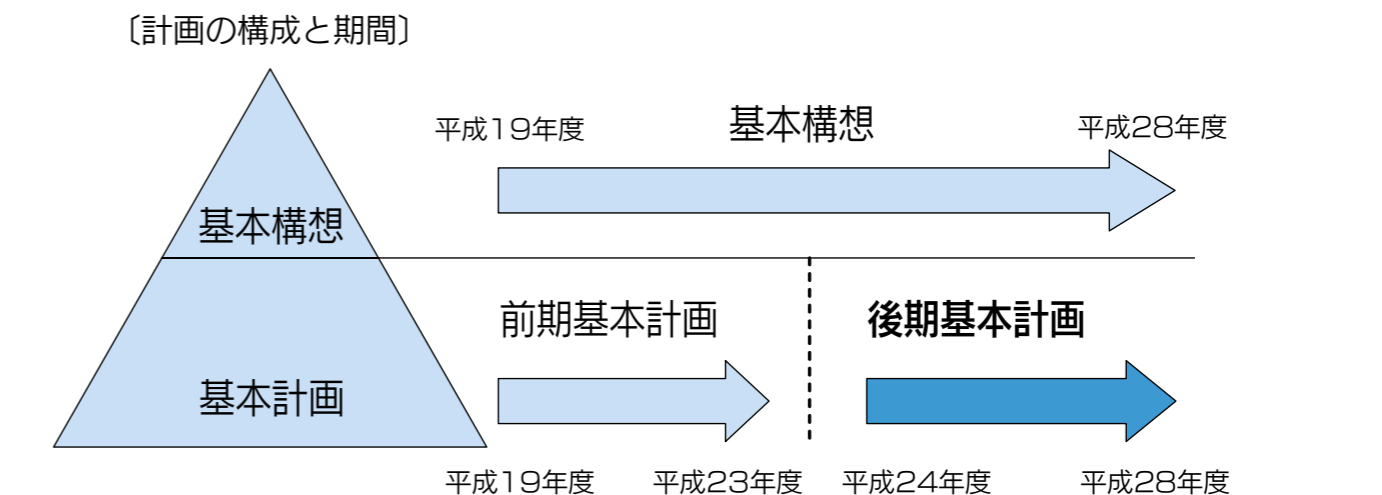 〔計画の構成と期間〕
平成19年度
基本構想
平成28年度
基本構想
前期基本計画
後期基本計画
基本計画
平成19年度
平成23年度
平成24年度
平成28年度